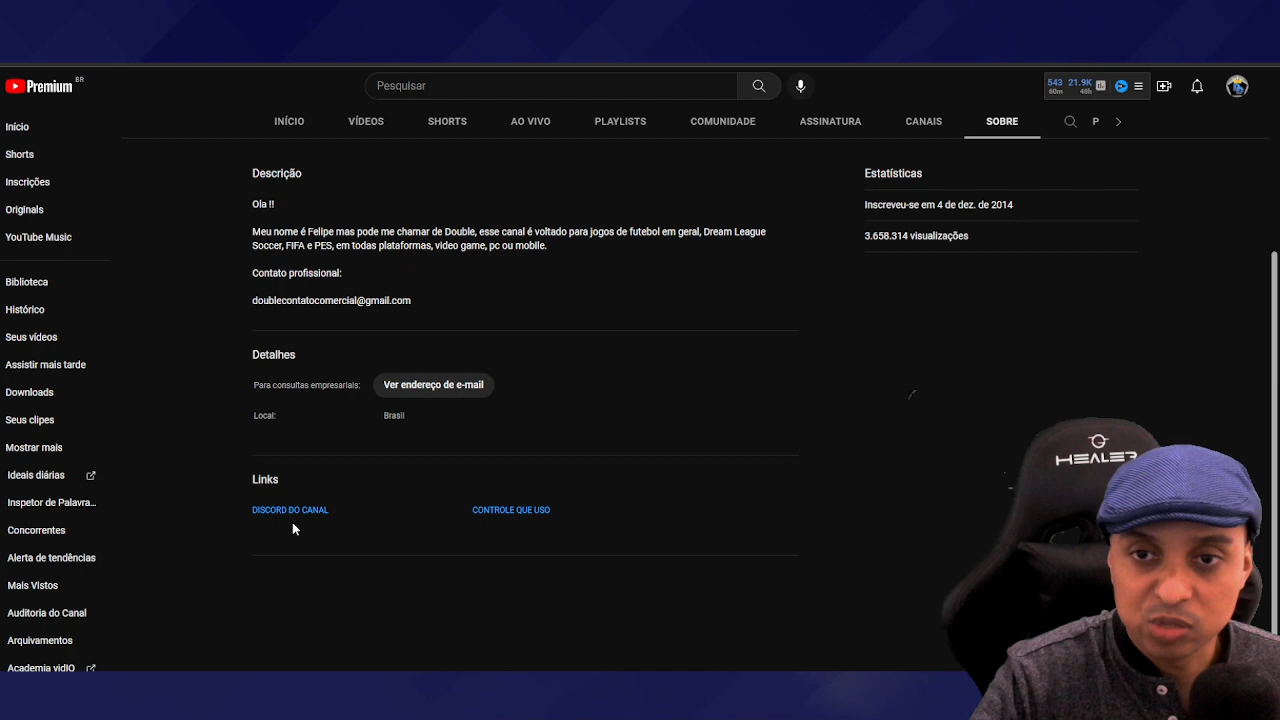 Premium BR
Pesquisar
543 21.9K
60m 48h
INÍCIO VÍDEOS SHORTS AO VIVO PLAYLISTS COMUNIDADE ASSINATURA CANAIS SOBRE P
Início
Shorts
Inscrições
Originals
YouTube Music
Biblioteca
Histórico
Seus vídeos
Assistir mais tarde
Downloads
Seus clipes
Mostrar mais
Ideais diárias
Inspetor de Palavra...
Concorrentes
Alerta de tendências
Mais Vistos
Auditoria do Canal
Arquivamentos
Academia vidIQ
Descrição
Ola !!
Meu nome é Felipe mas pode me chamar de Double, esse canal é voltado para jogos de futebol em geral, Dream League
Soccer, FIFA e PES, em todas plataformas, video game, pc ou mobile.
Contato profissional:
doublecontatocomercial@gmail.com
Detalhes
Para consultas empresariais: Ver endereço de e-mail
Local: Brasil
Links
DISCORD DO CANAL CONTROLE QUE USO
Estatísticas
Inscreveu-se em 4 de dez. de 2014
3.658.314 visualizações
HEALER